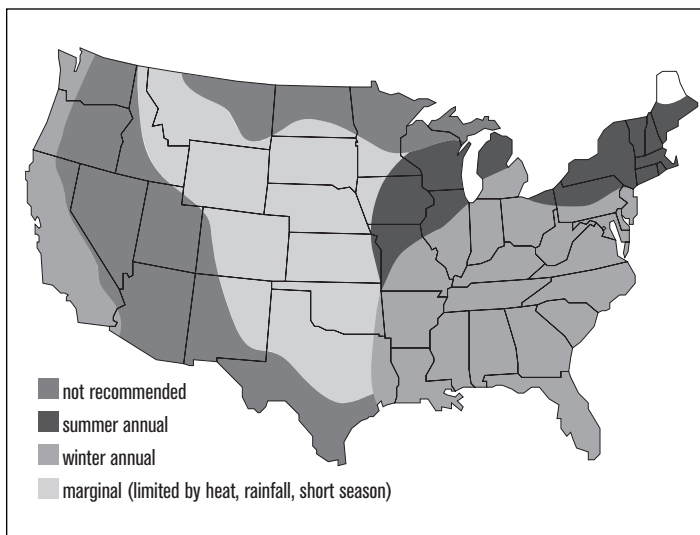 not recommended
summer annual
winter annual
marginal (limited by heat, rainfall, short season)